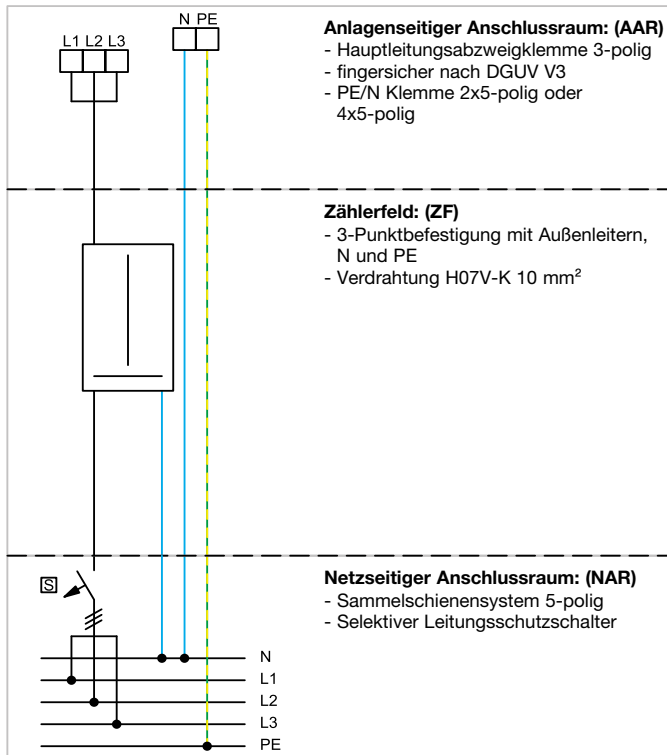 N PE
L1 L2 L3
Anlagenseitiger Anschlussraum: (AAR)
- Hauptleitungsabzweigklemme 3-polig
- fingersicher nach DGUV V3
- PE/N Klemme 2x5-polig oder
4x5-polig
Zählerfeld: (ZF)
- 3-Punktbefestigung mit Außenleitern,
N und PE
- Verdrahtung H07V-K 10 mm²
Netzseitiger Anschlussraum: (NAR)
- Sammelschienensystem 5-polig
- Selektiver Leitungsschutzschalter
S
N
L1
L2
L3
PE